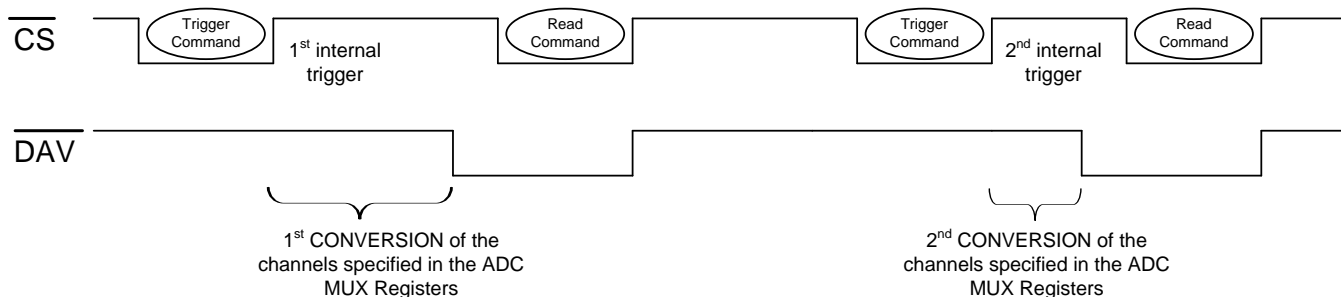 CS
Trigger
Command
1st internal
trigger
Read
Command
Trigger
Command
2nd internal
trigger
Read
Command
DAV
1st CONVERSION of the
channels specified in the ADC
MUX Registers
2nd CONVERSION of the
channels specified in the ADC
MUX Registers